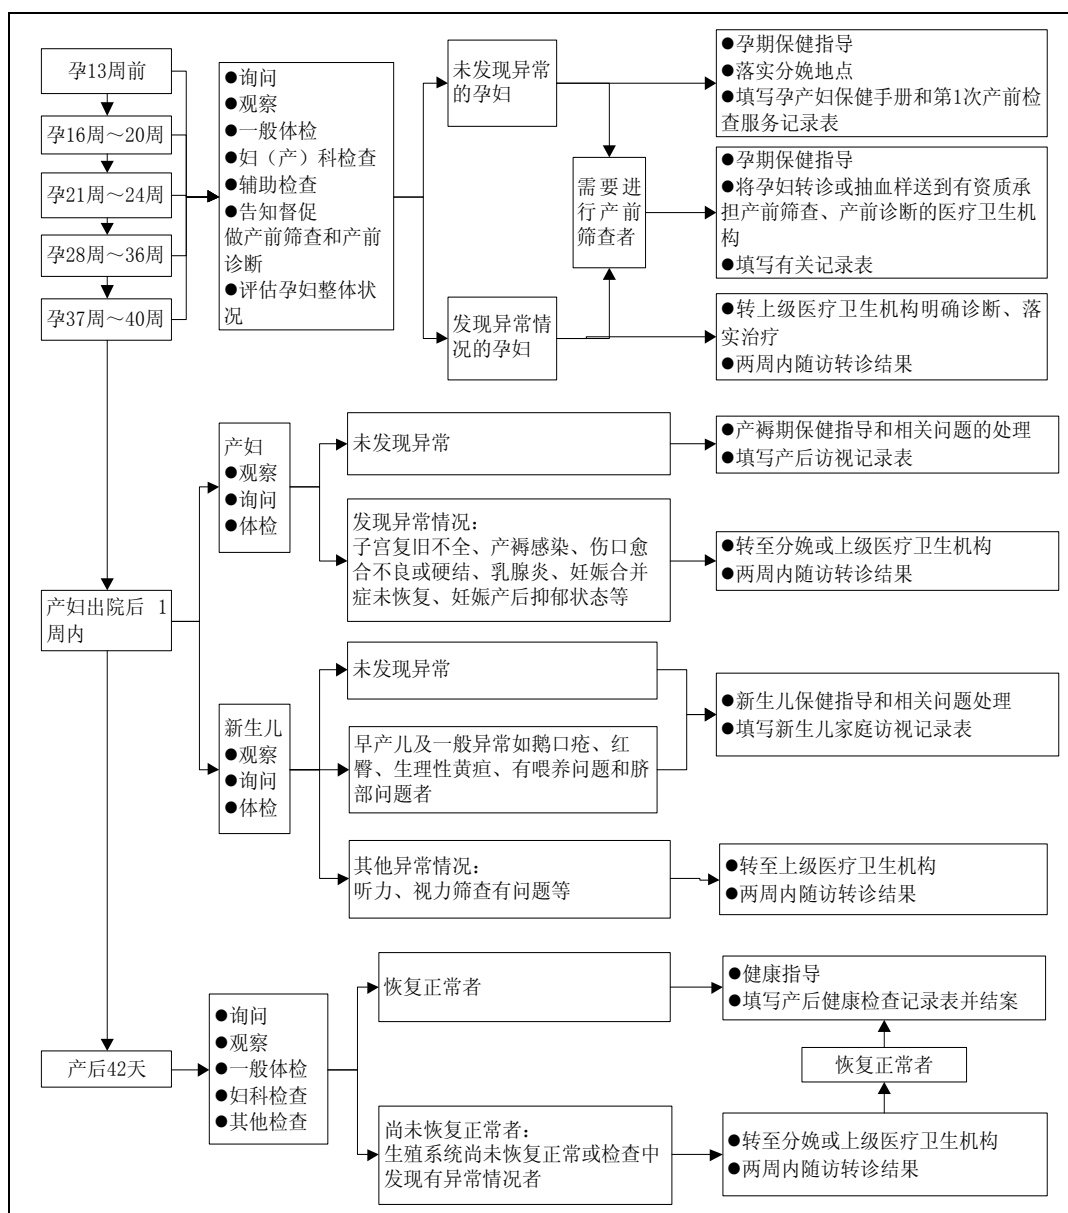 孕13周前
孕16周～20周
孕21周～24周
孕28周～36周
孕37周～40周
●询问
●观察
●一般体检
●妇（产）科检查
●辅助检查
●告知督促
做产前筛查和产前
诊断
●评估孕妇整体状
况
未发现异常
的孕妇
需要进
行产前
筛查者
发现异常情
况的孕妇
●孕期保健指导
●落实分娩地点
●填写孕产妇保健手册和第1次产前检
查服务记录表
●孕期保健指导
●将孕妇转诊或抽血样送到有资质承
担产前筛查、产前诊断的医疗卫生机
构
●填写有关记录表
●转上级医疗卫生机构明确诊断、落
实治疗
●两周内随访转诊结果
产妇出院后 1
周内
产妇
●观察
●询问
●体检
未发现异常
●产褥期保健指导和相关问题的处理
●填写产后访视记录表
发现异常情况：
子宫复旧不全、产褥感染、伤口愈
合不良或硬结、乳腺炎、妊娠合并
症未恢复、妊娠产后抑郁状态等
●转至分娩或上级医疗卫生机构
●两周内随访转诊结果
新生儿
●观察
●询问
●体检
未发现异常
早产儿及一般异常如鹅口疮、红
臀、生理性黄疸、有喂养问题和脐
部问题者
●新生儿保健指导和相关问题处理
●填写新生儿家庭访视记录表
其他异常情况：
听力、视力筛查有问题等
●转至上级医疗卫生机构
●两周内随访转诊结果
产后42天
●询问
●观察
●一般体检
●妇科检查
●其他检查
恢复正常者
●健康指导
●填写产后健康检查记录表并结案
恢复正常者
尚未恢复正常者：
生殖系统尚未恢复正常或检查中
发现有异常情况者
●转至分娩或上级医疗卫生机构
●两周内随访转诊结果